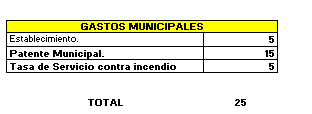 GASTOS MUNICIPALES
Establecimiento. 5
Patente Municipal. 15
Tasa de Servicio contra incendio 5
TOTAL 25